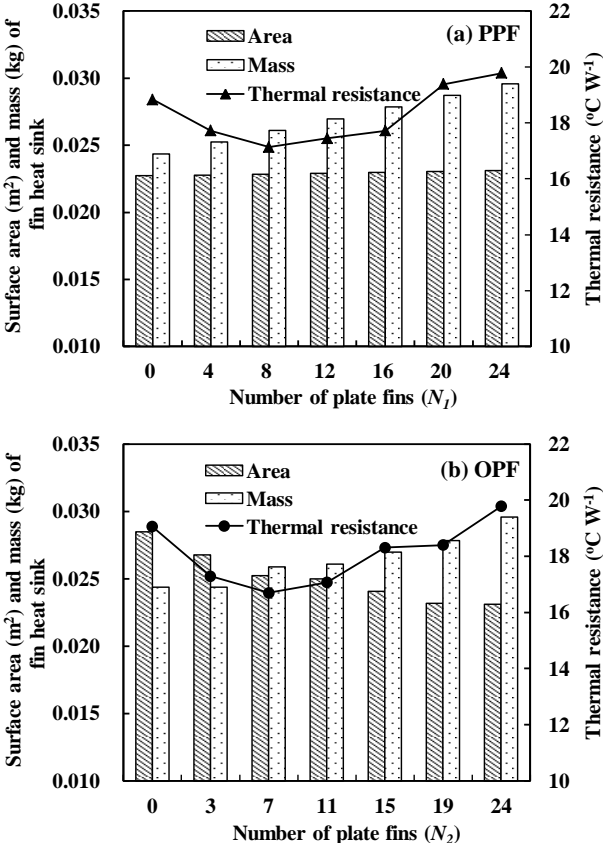 Surface area (m²) and mass (kg) of
fin heat sink
0.035
0.030
0.025
0.020
0.015
0.010
(a) PPF
Area
Mass
Thermal resistance
22
20
18
16
14
12
10
Thermal resistance (ºC W⁻¹)
0 4 8 12 16 20 24
Number of plate fins (N₁)
Surface area (m²) and mass (kg) of
fin heat sink
0.035
0.030
0.025
0.020
0.015
0.010
(b) OPF
Area
Mass
Thermal resistance
22
20
18
16
14
12
10
Thermal resistance (ºC W⁻¹)
0 3 7 11 15 19 24
Number of plate fins (N₂)